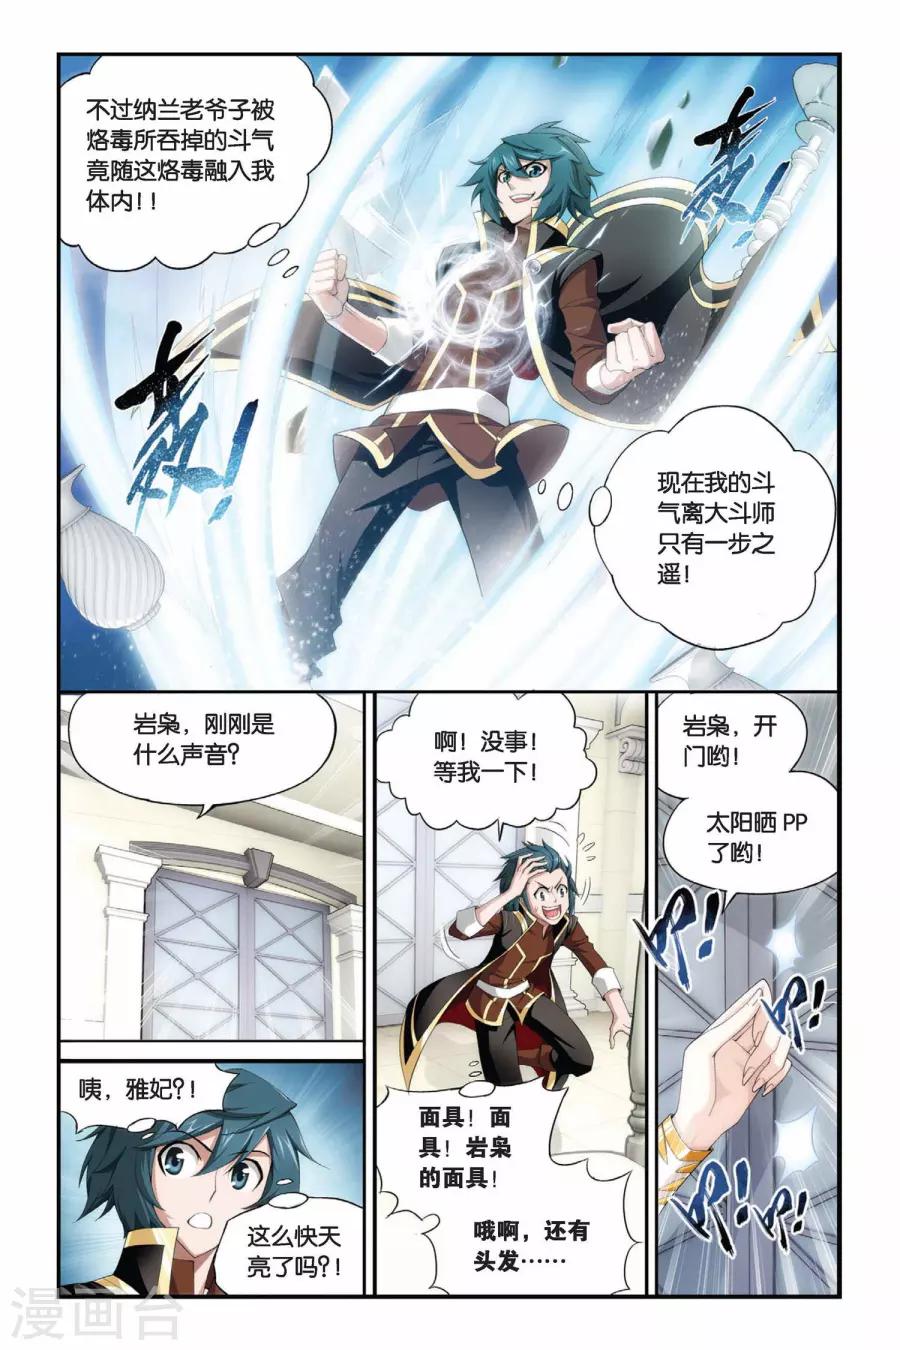 不过纳兰老爷子被
烙毒所吞掉的斗气
竟随这烙毒融入我
体内！！
现在我的斗
气离大斗师
只有一步之
遥！
岩枭，刚刚是
什么声音？
啊！没事！
等我一下！
岩枭，开
门哟！
太阳晒 PP
了哟！
叩！
叩！
叩！
叩！
咦，雅妃？！
这么快天
亮了吗？！
面具！面
具！岩枭
的面具！
哦啊，还有
头发……
漫画台